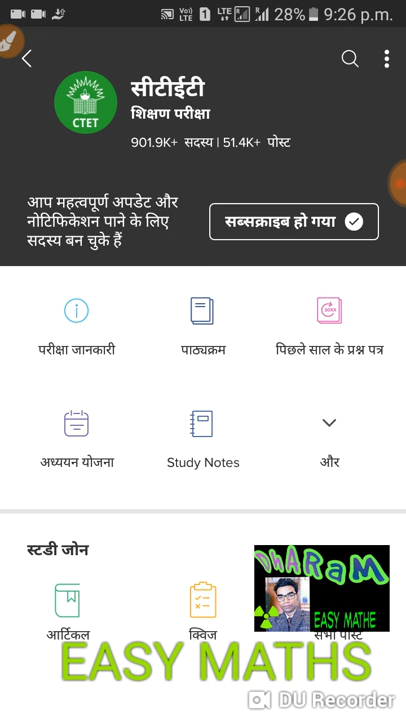 Vo) LTE 1 LTE R R 28% 9:26 p.m.
सीटीईटी
शिक्षण परीक्षा
CTET
901.9K+ सदस्य | 51.4K+ पोस्ट
आप महत्वपूर्ण अपडेट और
नोटिफिकेशन पाने के लिए
सदस्य बन चुके हैं
सब्सक्राइब हो गया
परीक्षा जानकारी
पाठ्यक्रम
20XX
पिछले साल के प्रश्न पत्र
अध्ययन योजना
Study Notes
और
स्टडी जोन
DHARAM
EASY MATHE
आर्टिकल
क्विज
सभी पोस्ट
EASY MATHS
DU Recorder